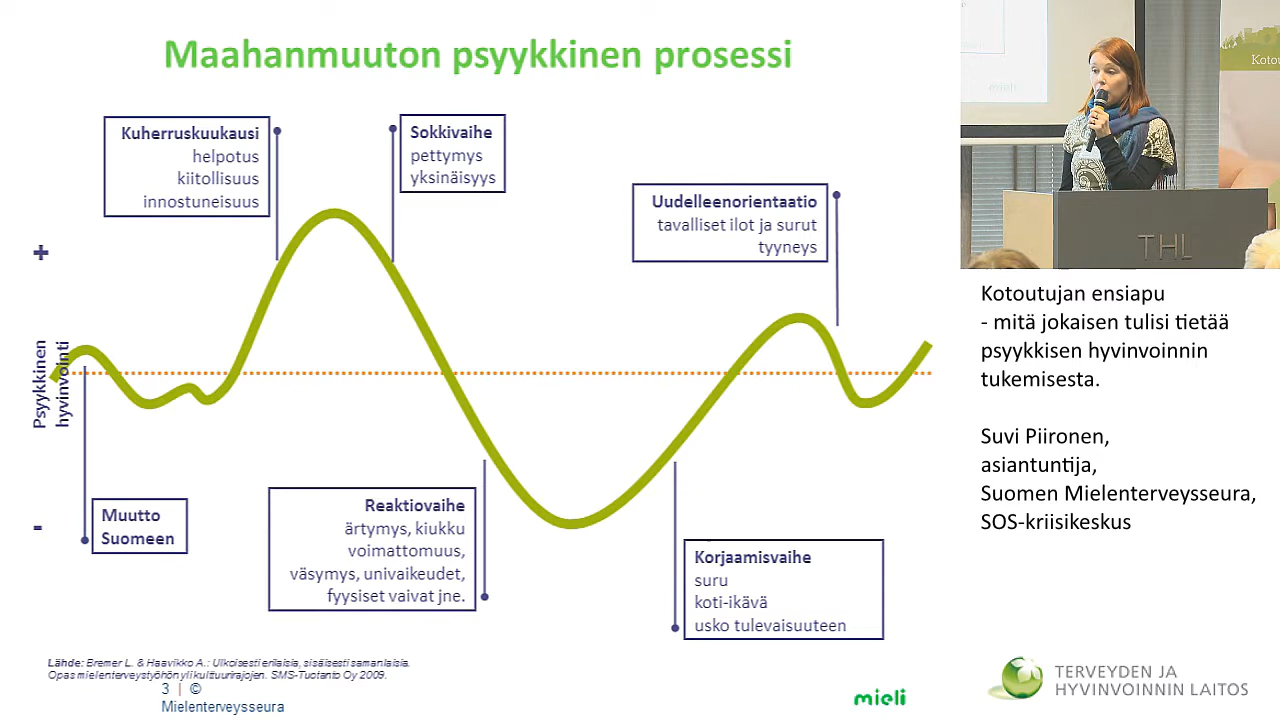 Maahanmuuton psyykkinen prosessi
Kuherruskuukausi
helpotus
kiitollisuus
innostuneisuus
Sokkivaihe
pettymys
yksinäisyys
Uudelleenorientaatio
tavalliset ilot ja surut
tyyneys
+
Psyykkinen
hyvinvointi
-
Muutto
Suomeen
Reaktiovaihe
ärtymys, kiukku
voimattomuus,
väsymys, univaikeudet,
fyysiset vaivat jne.
Korjaamisvaihe
suru
koti-ikävä
usko tulevaisuuteen
Lähde: Bremer L. & Haavikko A.: Ulkoisesti erilaisia, sisäisesti samanlaisia.
Opas mielenterveystyöhön yli kulttuurirajojen. SMS-Tuotanto Oy 2009.
3 | ©
Mielenterveysseura
mieli
mieli
Kotou
THL
Kotoutujan ensiapu
- mitä jokaisen tulisi tietää
psyykkisen hyvinvoinnin
tukemisesta.
Suvi Piironen,
asiantuntija,
Suomen Mielenterveysseura,
SOS-kriisikeskus
TERVEYDEN JA
HYVINVOINNIN LAITOS